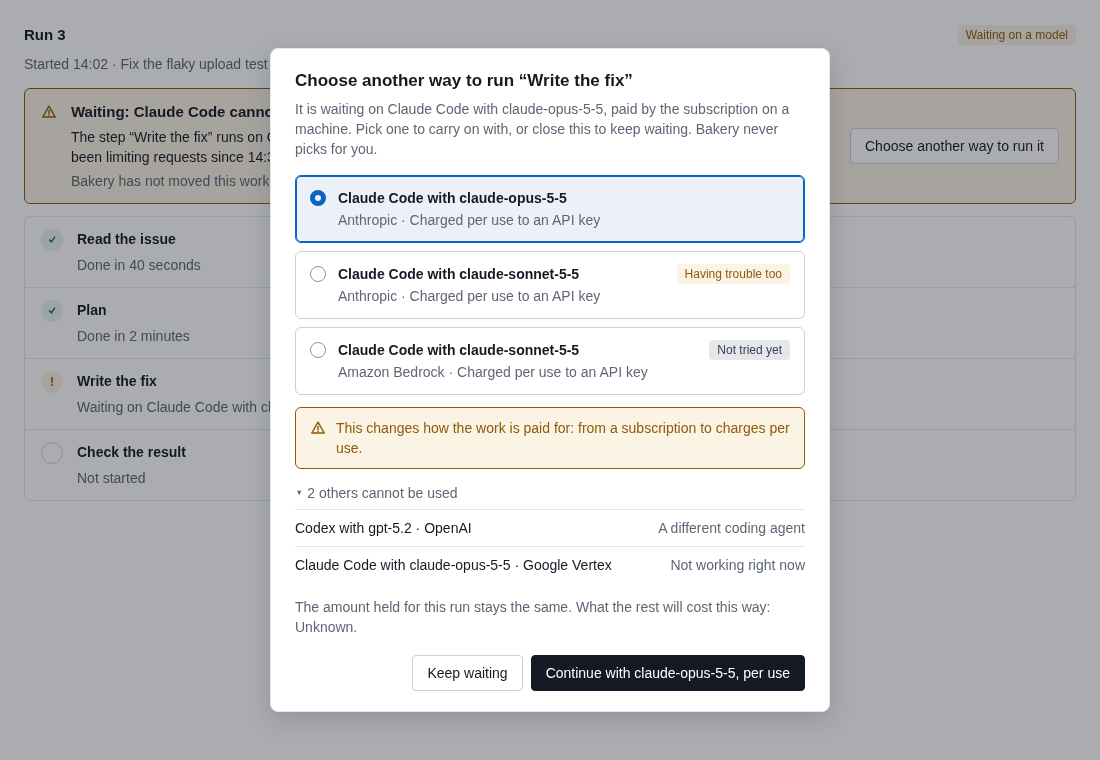 Run 3
Waiting on a model
Started 14:02 · Fix the flaky upload test
Waiting: Claude Code
The step “Write the fix” runs on
been limiting requests since
Bakery has not moved this work
Choose another way to run it
Read the issue
Done in 40 seconds
Plan
Done in 2 minutes
!
Write the fix
Waiting on Claude Code with
Check the result
Not started
Choose another way to run “Write the fix”
It is waiting on Claude Code with claude-opus-5-5, paid by the subscription on a
machine. Pick one to carry on with, or close this to keep waiting. Bakery never
picks for you.
Claude Code with claude-opus-5-5
Anthropic · Charged per use to an API key
Claude Code with claude-sonnet-5-5
Having trouble too
Anthropic · Charged per use to an API key
Claude Code with claude-sonnet-5-5
Not tried yet
Amazon Bedrock · Charged per use to an API key
This changes how the work is paid for: from a subscription to charges per
use.
2 others cannot be used
Codex with gpt-5.2 · OpenAI
A different coding agent
Claude Code with claude-opus-5-5 · Google Vertex
Not working right now
The amount held for this run stays the same. What the rest will cost this way:
Unknown.
Keep waiting
Continue with claude-opus-5-5, per use